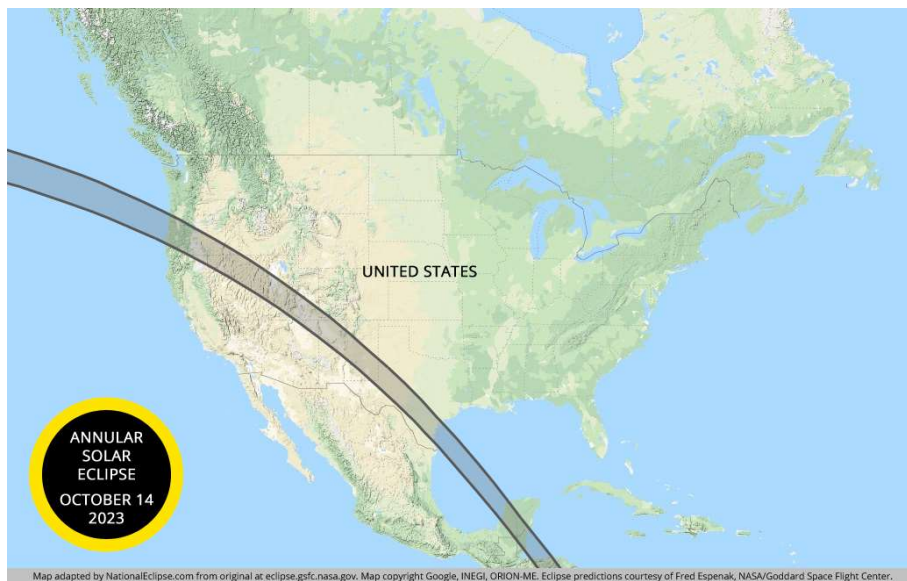 UNITED STATES
ANNULAR
SOLAR
ECLIPSE
OCTOBER 14
2023
Map adapted by NationalEclipse.com from original at eclipse.gsfc.nasa.gov. Map copyright Google, INEGI, ORION-ME. Eclipse predictions courtesy of Fred Espenak, NASA/Goddard Space Flight Center.